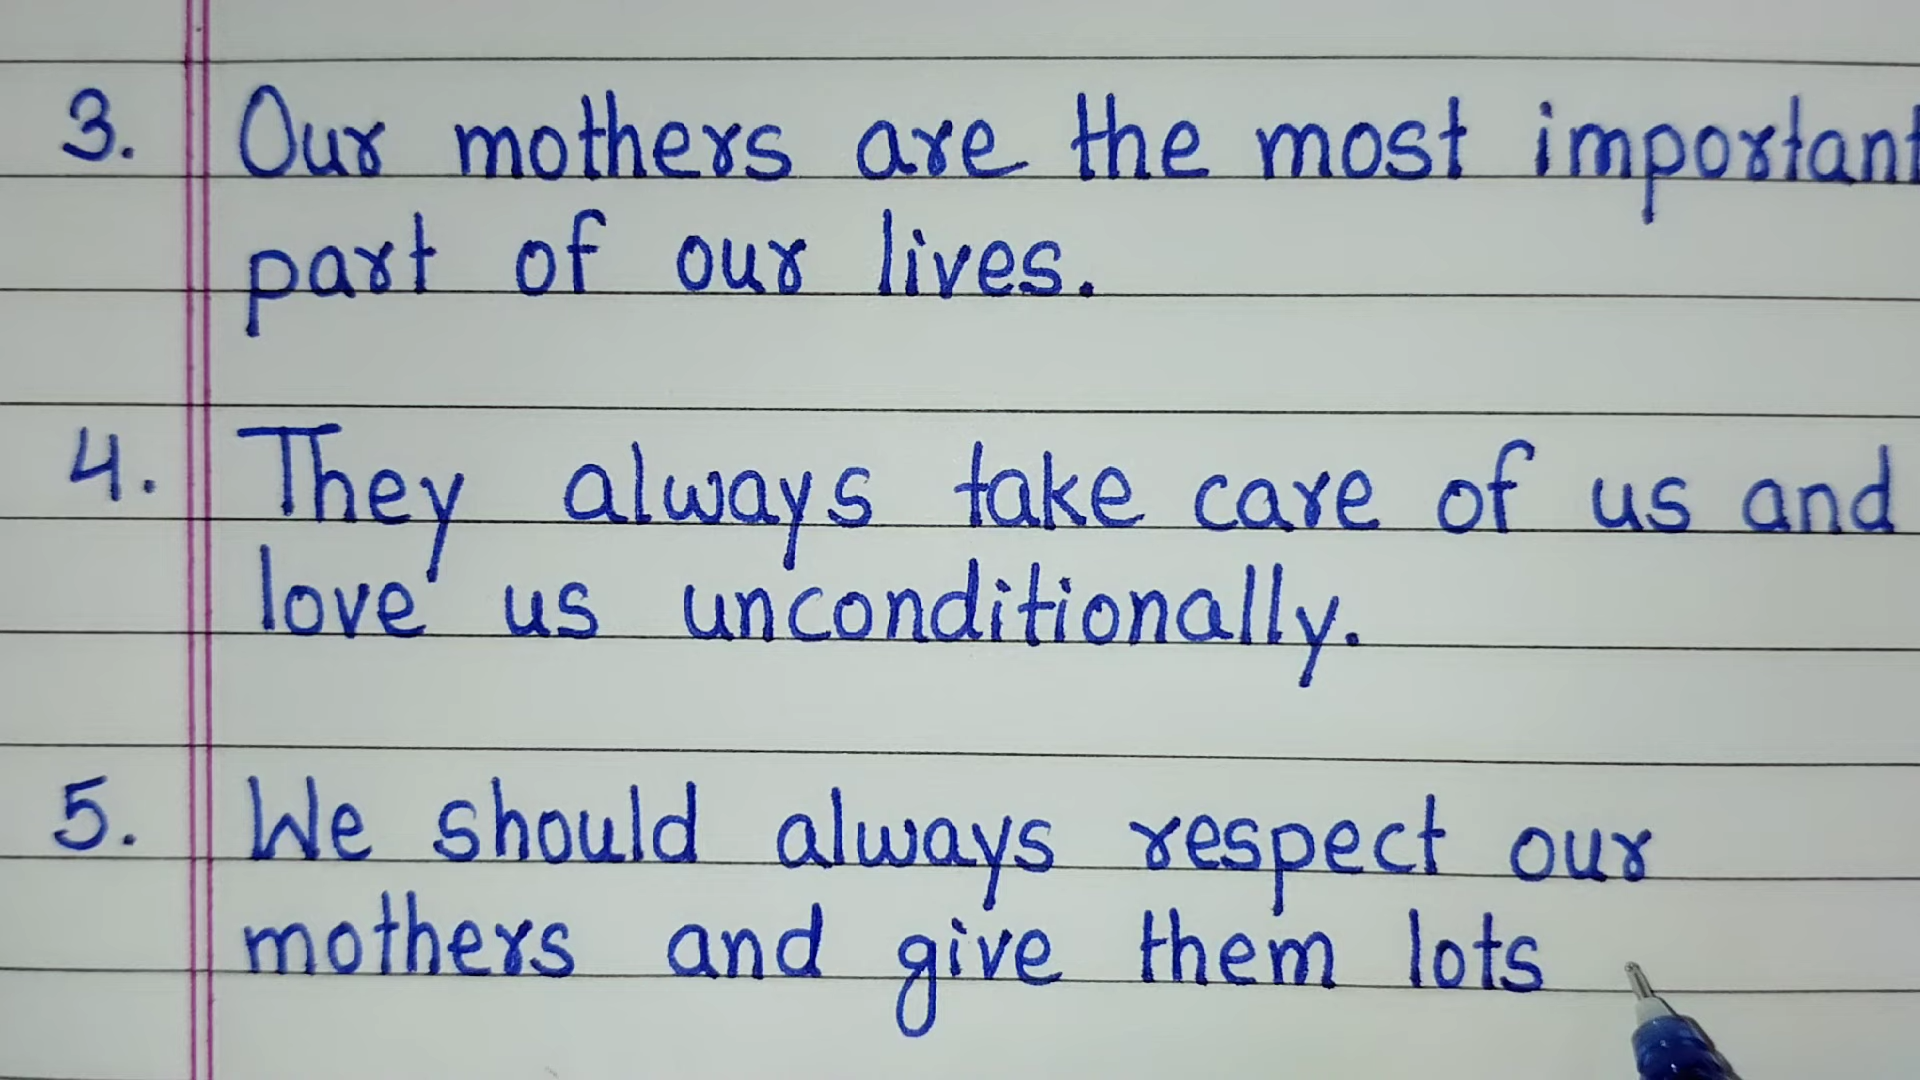 3. Our mothers are the most important
part of our lives.
4. They always take care of us and
love us unconditionally.
5. We should always respect our
mothers and give them lots